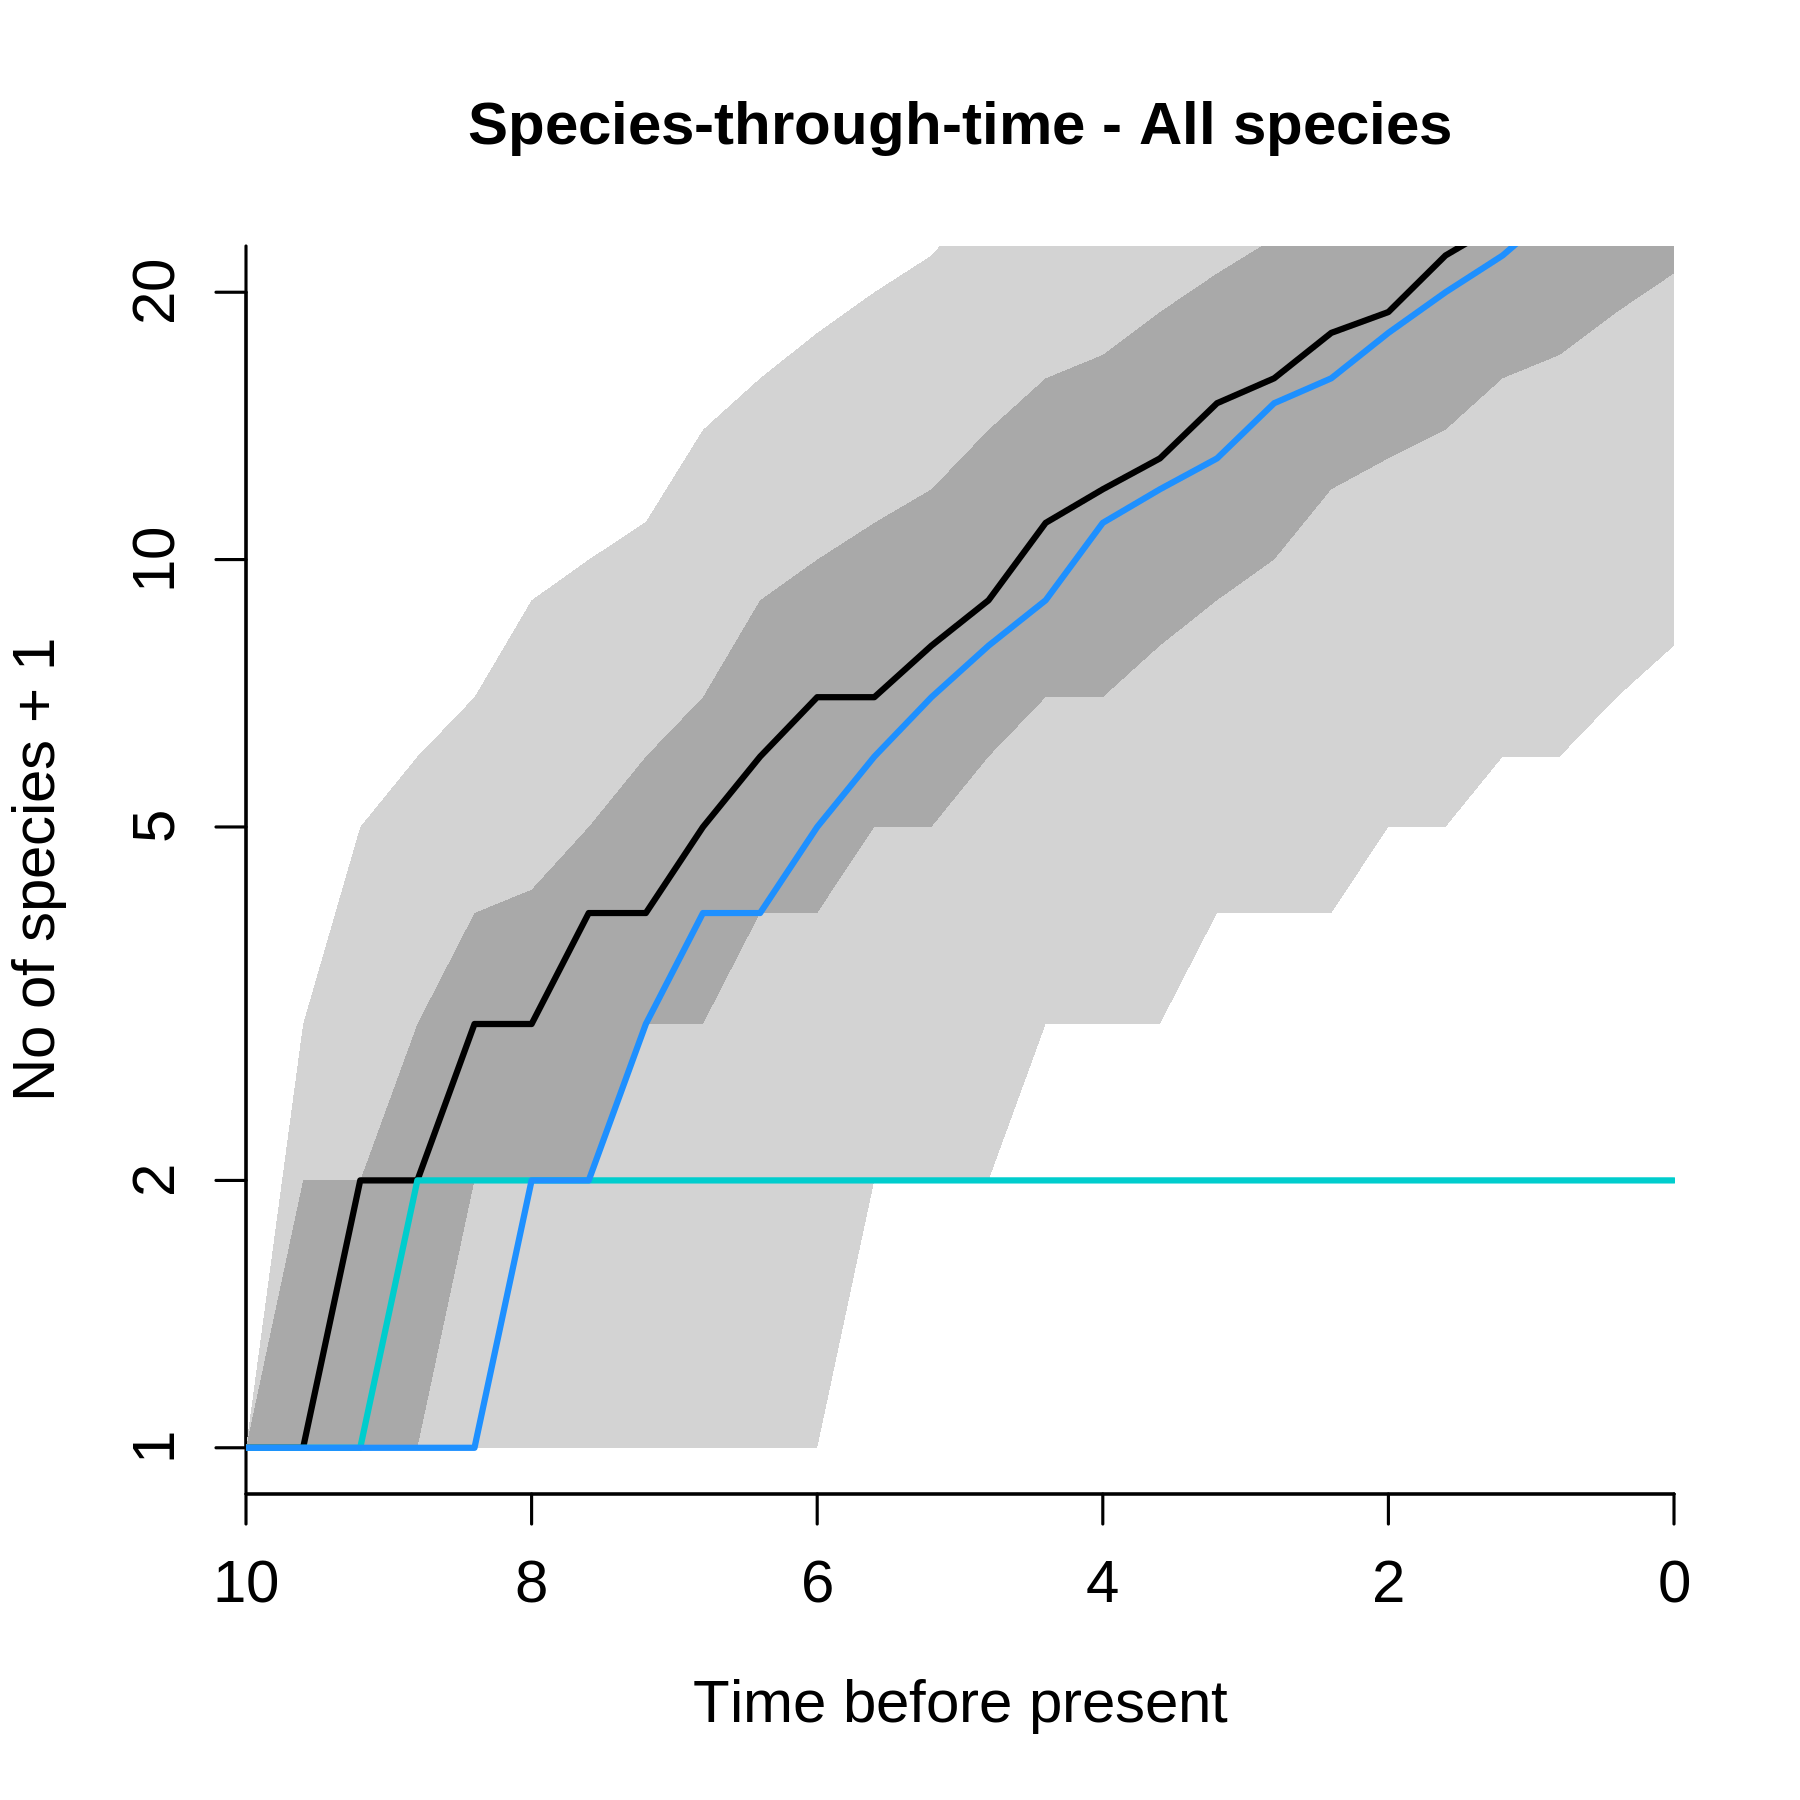 Species-through-time - All species
No of species + 1
20
10
5
2
1
10 8 6 4 2 0
Time before present